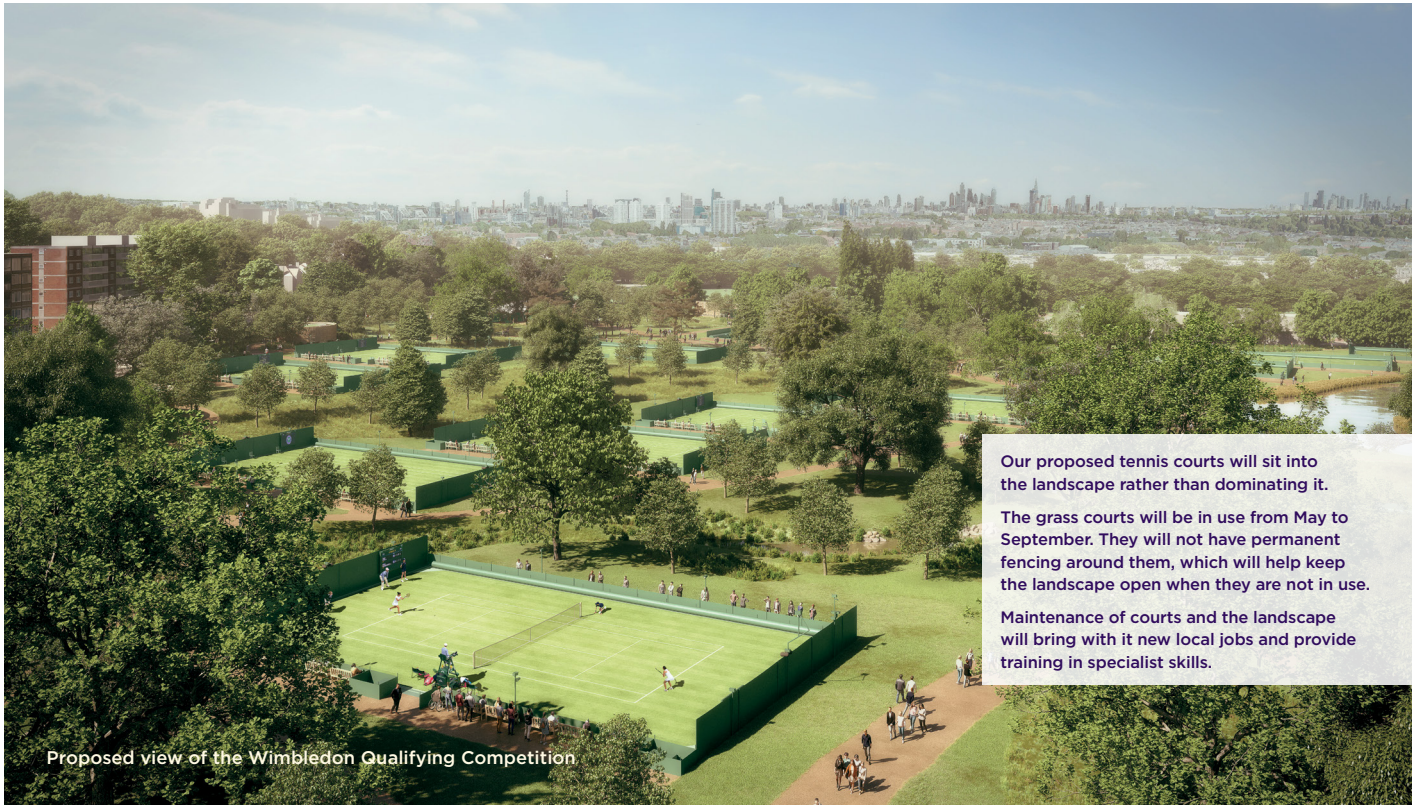 Our proposed tennis courts will sit into
the landscape rather than dominating it.
The grass courts will be in use from May to
September. They will not have permanent
fencing around them, which will help keep
the landscape open when they are not in use.
Maintenance of courts and the landscape
will bring with it new local jobs and provide
training in specialist skills.
Proposed view of the Wimbledon Qualifying Competition